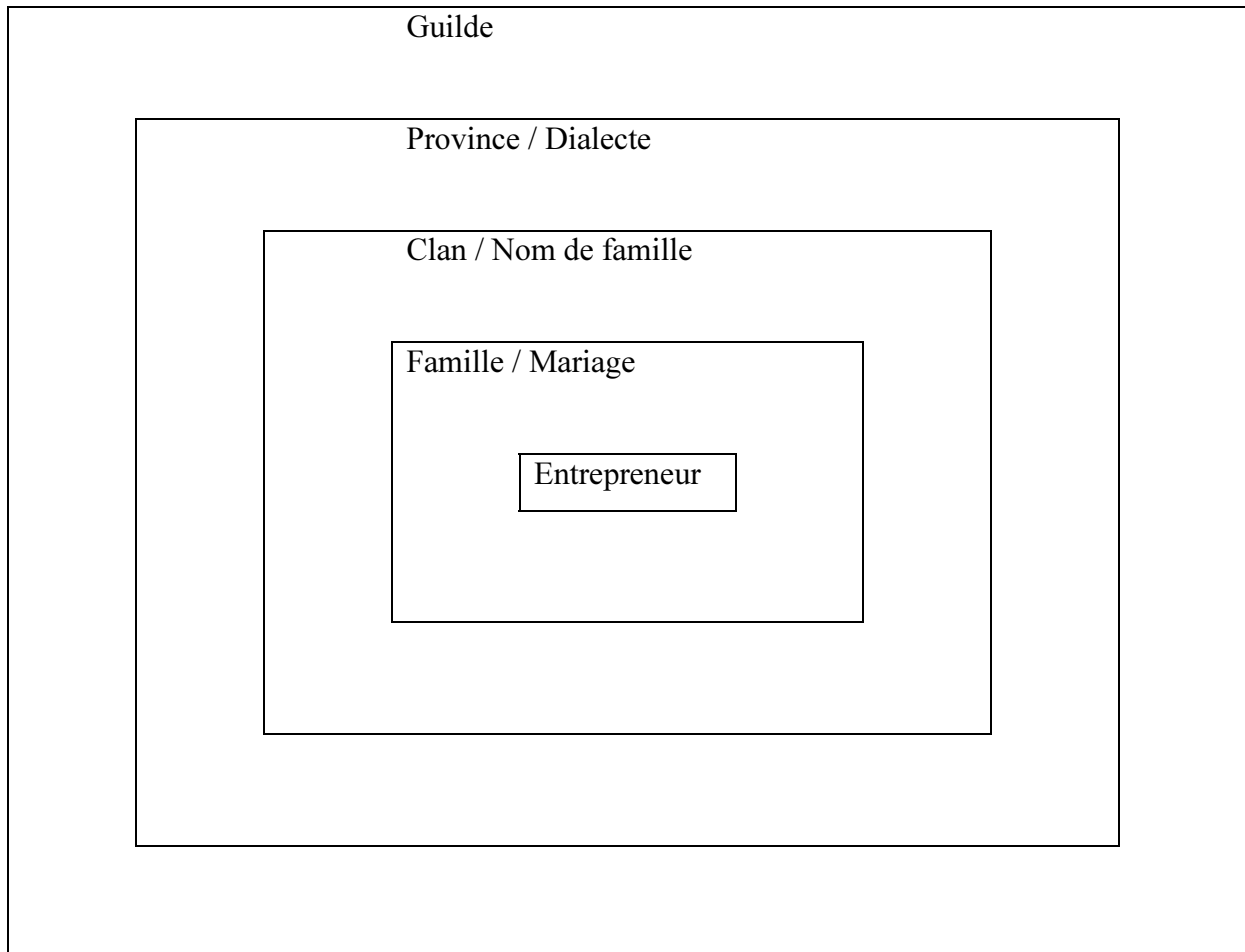 Guilde
Province / Dialecte
Clan / Nom de famille
Famille / Mariage
Entrepreneur